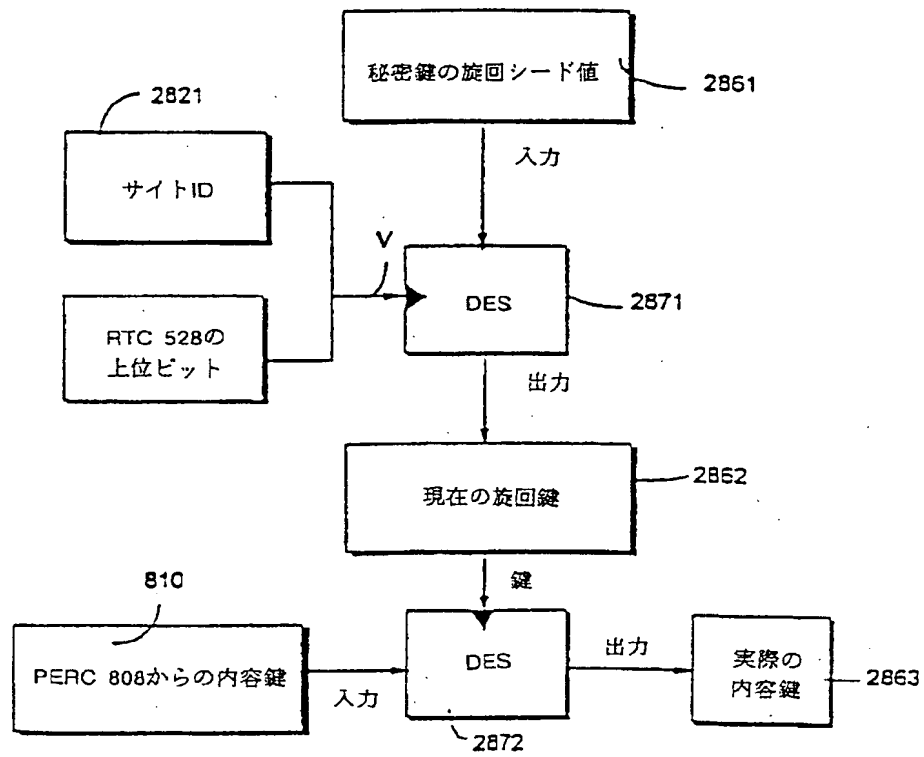 秘密鍵の旋回シード値
2861
2821
入力
サイトID
V
DES
2871
RTC 528の
上位ビット
出力
現在の旋回鍵
2862
810
鍵
PERC 808からの内容鍵
入力
DES
出力
実際の
内容鍵
2863
2872